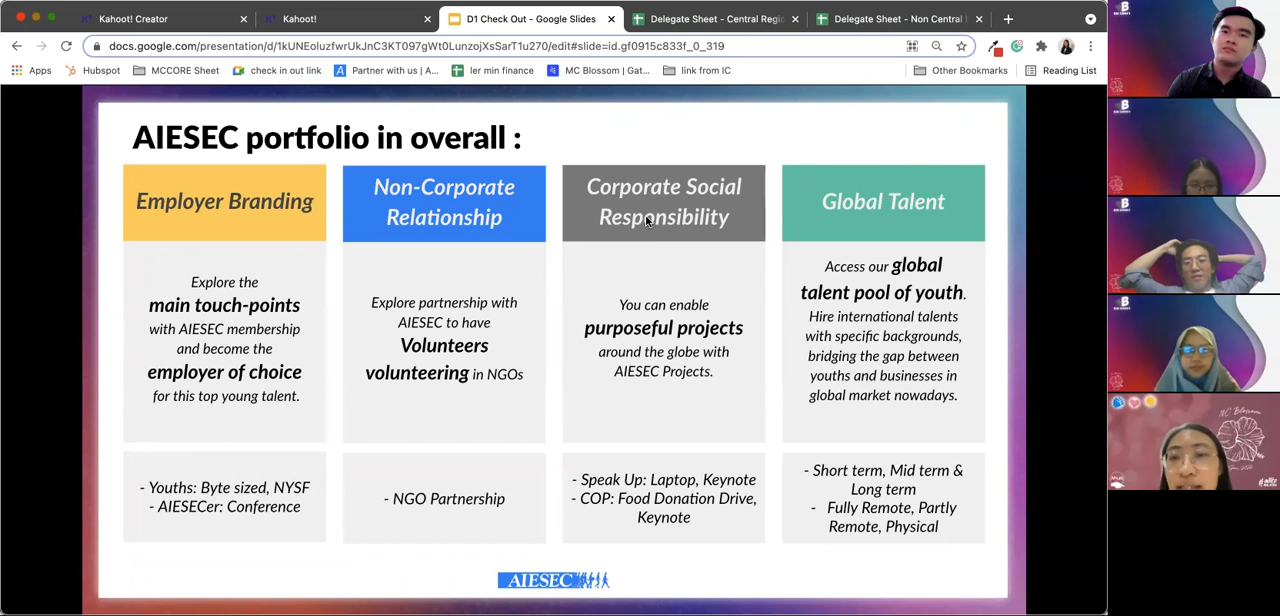 Kahoot! Creator
Kahoot!
D1 Check Out - Google Slides
Delegate Sheet - Central Regio
Delegate Sheet - Non Central
docs.google.com/presentation/d/1kUNEoluzfwrUkJnC3KT097gWt0LunzojXsSarT1u270/edit#slide=id.gf0915c833f_0_319
Apps
Hubspot
MCCORE Sheet
check in out link
Partner with us | A...
ler min finance
MC Blossom | Gat...
link from IC
Other Bookmarks
Reading List
AIESEC portfolio in overall :
Employer Branding
Explore the
main touch-points
with AIESEC membership
and become the
employer of choice
for this top young talent.
- Youths: Byte sized, NYSF
- AIESECer: Conference
Non-Corporate
Relationship
Explore partnership with
AIESEC to have
Volunteers
volunteering in NGOs
- NGO Partnership
Corporate Social
Responsibility
You can enable
purposeful projects
around the globe with
AIESEC Projects.
- Speak Up: Laptop, Keynote
- COP: Food Donation Drive,
Keynote
Global Talent
Access our global
talent pool of youth.
Hire international talents
with specific backgrounds,
bridging the gap between
youths and businesses in
global market nowadays.
- Short term, Mid term &
Long term
- Fully Remote, Partly
Remote, Physical
AIESEC
B
B
B
B
MC Blossom